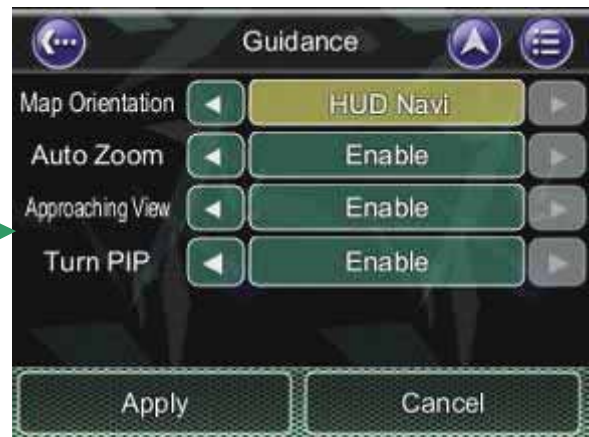 Guidance
Map Orientation HUD Navi
Auto Zoom Enable
Approaching View Enable
Turn PIP Enable
Apply Cancel